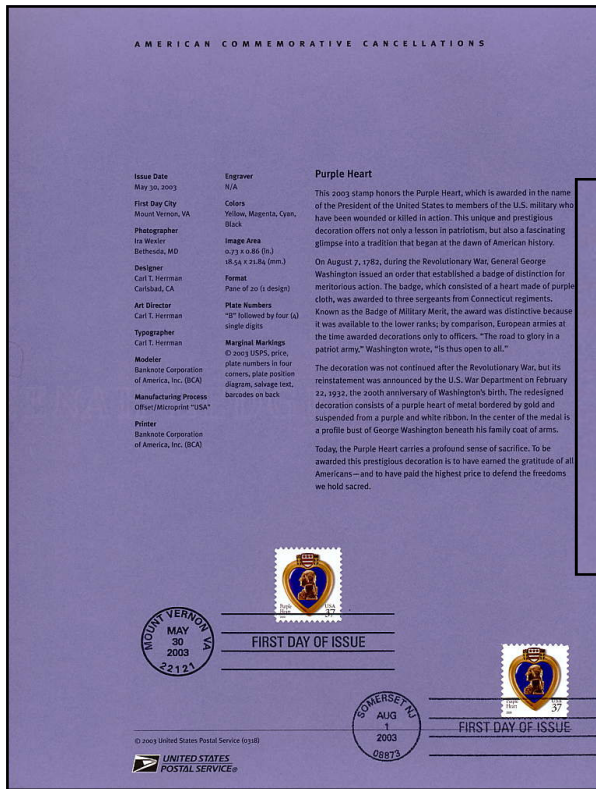 AMERICAN COMMEMORATIVE CANCELLATIONS
Issue Date
May 30, 2003
First Day City
Mount Vernon, VA
Photographer
Ira Wexler
Bethesda, MD
Designer
Carl T. Herrman
Carlsbad, CA
Art Director
Carl T. Herrman
Typographer
Carl T. Herrman
Modeler
Banknote Corporation
of America, Inc. (BCA)
Manufacturing Process
Offset/Microprint "USA"
Printer
Banknote Corporation
of America, Inc. (BCA)
Engraver
N/A
Colors
Yellow, Magenta, Cyan,
Black
Image Area
0.73 x 0.86 (in.)
18.54 x 21.84 (mm.)
Format
Pane of 20 (1 design)
Plate Numbers
"B" followed by four (4)
single digits
Marginal Markings
© 2003 USPS, price,
plate numbers in four
corners, plate position
diagram, salvage text,
barcodes on back
Purple Heart
This 2003 stamp honors the Purple Heart, which is awarded in the name
of the President of the United States to members of the U.S. military who
have been wounded or killed in action. This unique and prestigious
decoration offers not only a lesson in patriotism, but also a fascinating
glimpse into a tradition that began at the dawn of American history.
On August 7, 1782, during the Revolutionary War, General George
Washington issued an order that established a badge of distinction for
meritorious action. The badge, which consisted of a heart made of purple
cloth, was awarded to three sergeants from Connecticut regiments.
Known as the Badge of Military Merit, the award was distinctive because
it was available to the lower ranks; by comparison, European armies at
the time awarded decorations only to officers. "The road to glory in a
patriot army," Washington wrote, "is thus open to all."
The decoration was not continued after the Revolutionary War, but its
reinstatement was announced by the U.S. War Department on February
22, 1932, the 200th anniversary of Washington's birth. The redesigned
decoration consists of a purple heart of metal bordered by gold and
suspended from a purple and white ribbon. In the center of the medal is
a profile bust of George Washington beneath his family coat of arms.
Today, the Purple Heart carries a profound sense of sacrifice. To be
awarded this prestigious decoration is to have earned the gratitude of all
Americans—and to have paid the highest price to defend the freedoms
we hold sacred.
Purple
Heart
USA
37
MOUNT VERNON VA
MAY
30
2003
22121
FIRST DAY OF ISSUE
Purple
Heart
USA
37
SOMERSET NJ
AUG
1
2003
08873
FIRST DAY OF ISSUE
© 2003 United States Postal Service (0318)
UNITED STATES
POSTAL SERVICE®